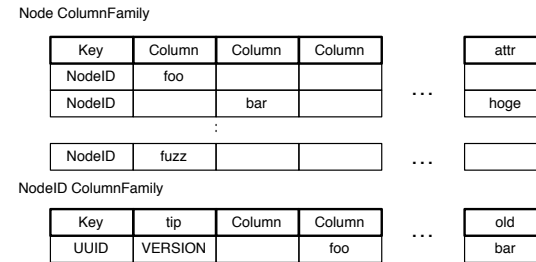 Node ColumnFamily
Key Column Column Column attr
NodeID foo
NodeID bar ... hoge
:
NodeID fuzz ...
NodeID ColumnFamily
Key tip Column Column ... old
UUID VERSION foo bar